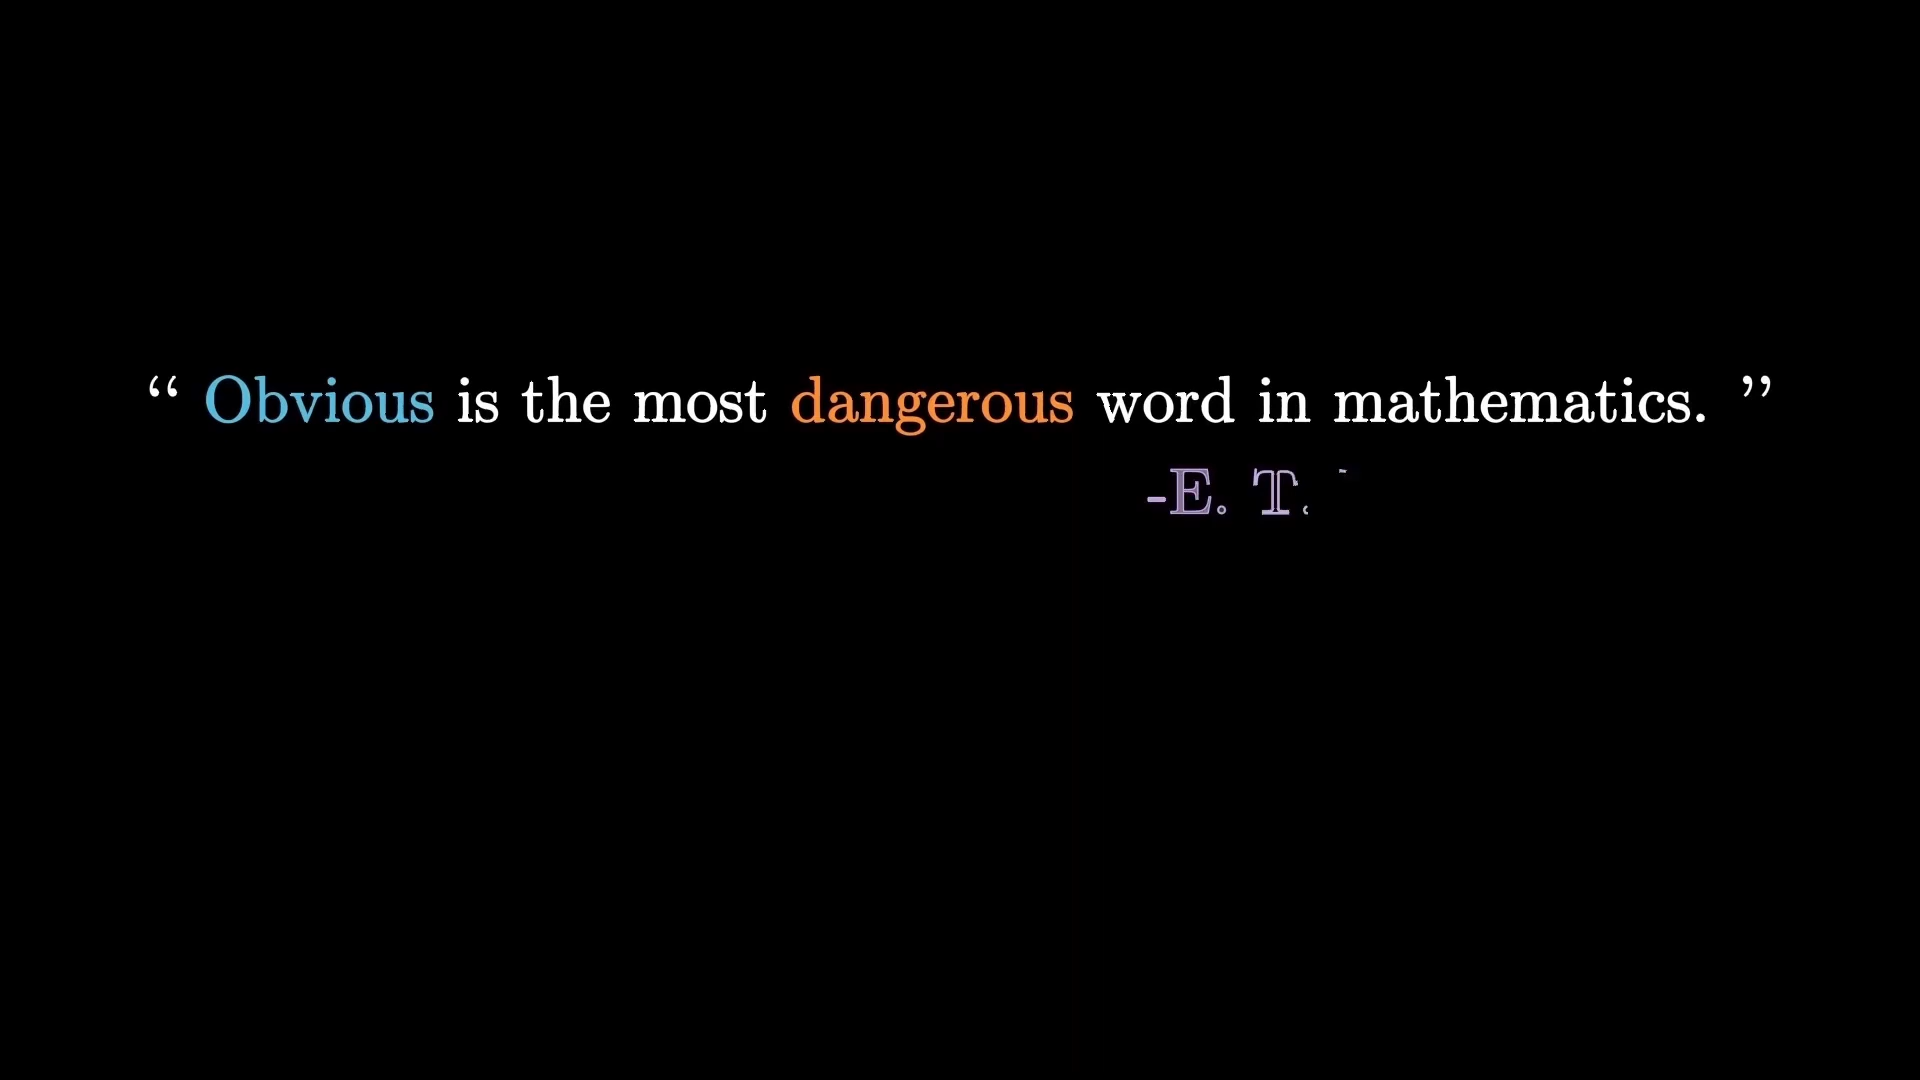 “ Obvious is the most dangerous word in mathematics. ”
-E. T.